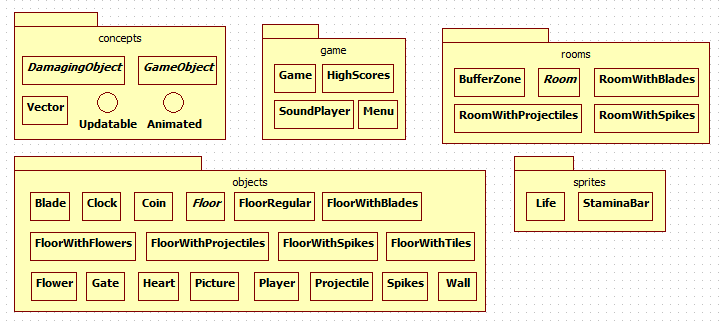 concepts
DamagingObject GameObject
Vector
Updatable Animated
game
Game HighScores
SoundPlayer Menu
rooms
BufferZone Room RoomWithBlades
RoomWithProjectiles RoomWithSpikes
objects
Blade Clock Coin Floor FloorRegular FloorWithBlades
FloorWithFlowers FloorWithProjectiles FloorWithSpikes FloorWithTiles
Flower Gate Heart Picture Player Projectile Spikes Wall
sprites
Life StaminaBar